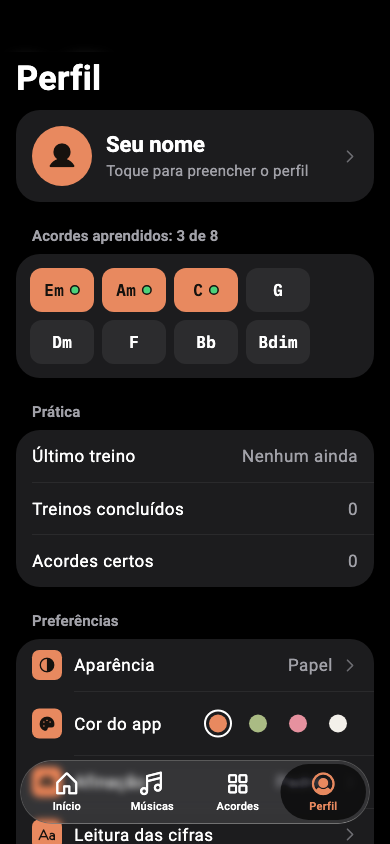 Perfil
Seu nome
Toque para preencher o perfil
Acordes aprendidos: 3 de 8
Em Am C G
Dm F Bb Bdim
Prática
Último treino Nenhum ainda
Treinos concluídos 0
Acordes certos 0
Preferências
Aparência Papel
Cor do app
Início Músicas Acordes Perfil
Aa Leitura das cifras